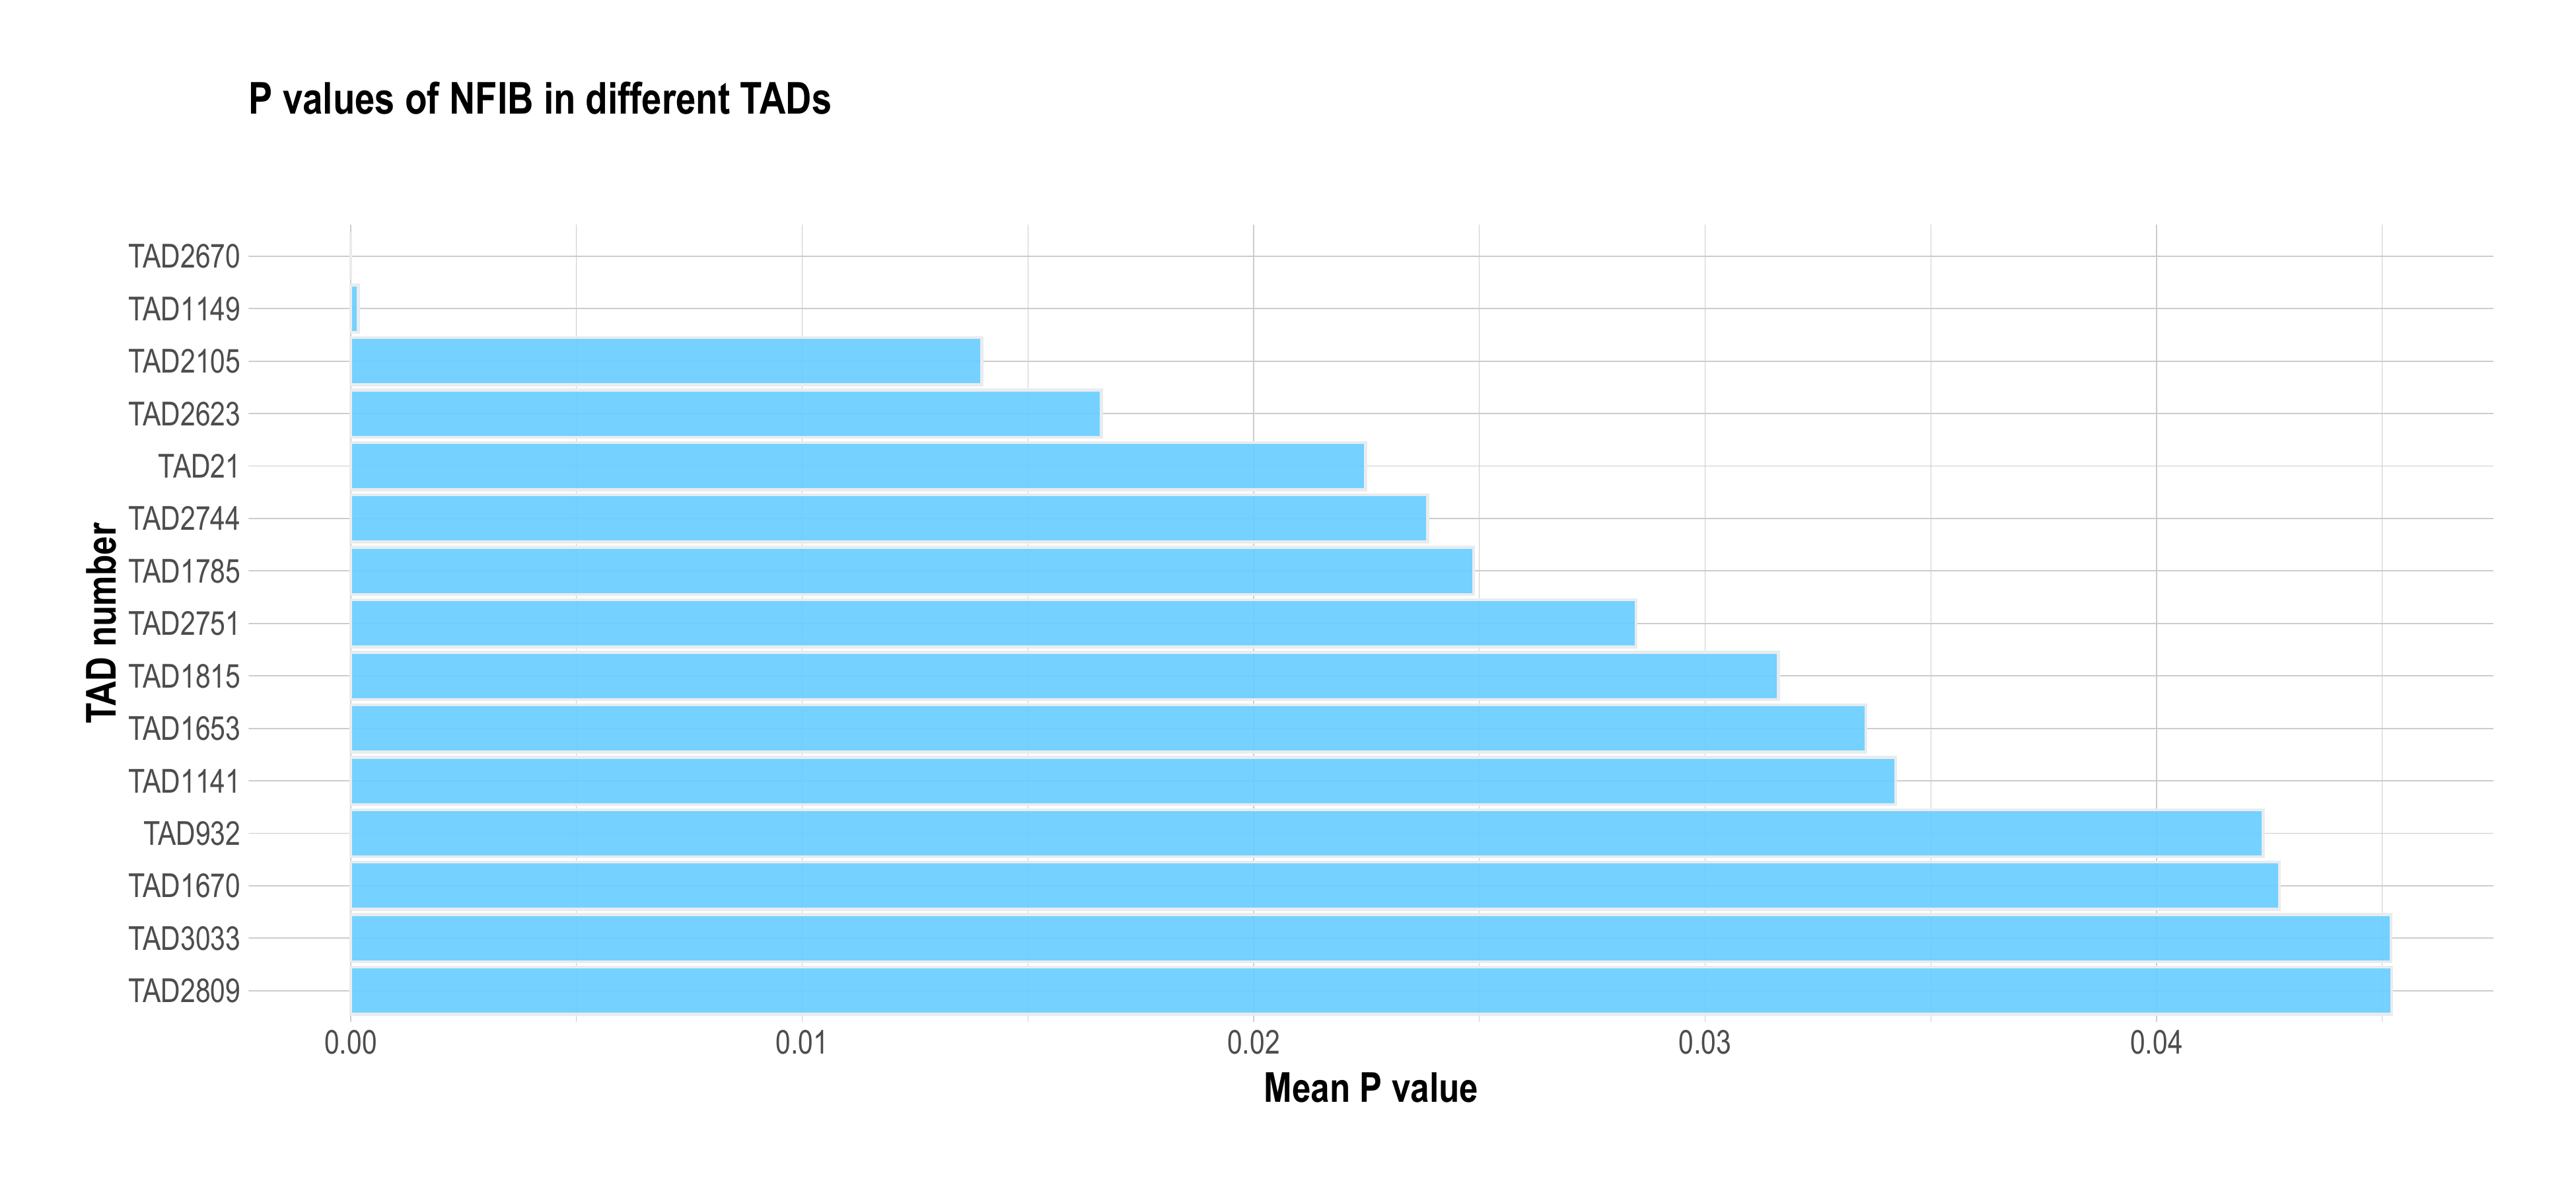 P values of NFIB in different TADs
TAD number
TAD2670
TAD1149
TAD2105
TAD2623
TAD21
TAD2744
TAD1785
TAD2751
TAD1815
TAD1653
TAD1141
TAD932
TAD1670
TAD3033
TAD2809
0.00 0.01 0.02 0.03 0.04
Mean P value